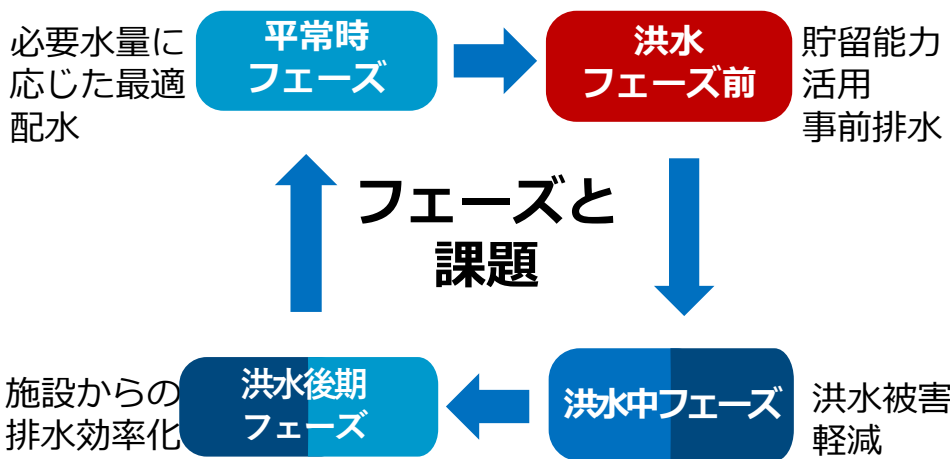 必要水量に
応じた最適
配水
平常時
フェーズ
洪水
フェーズ前
貯留能力
活用
事前排水
フェーズと
課題
施設からの
排水効率化
洪水後期
フェーズ
洪水中フェーズ
洪水被害
軽減